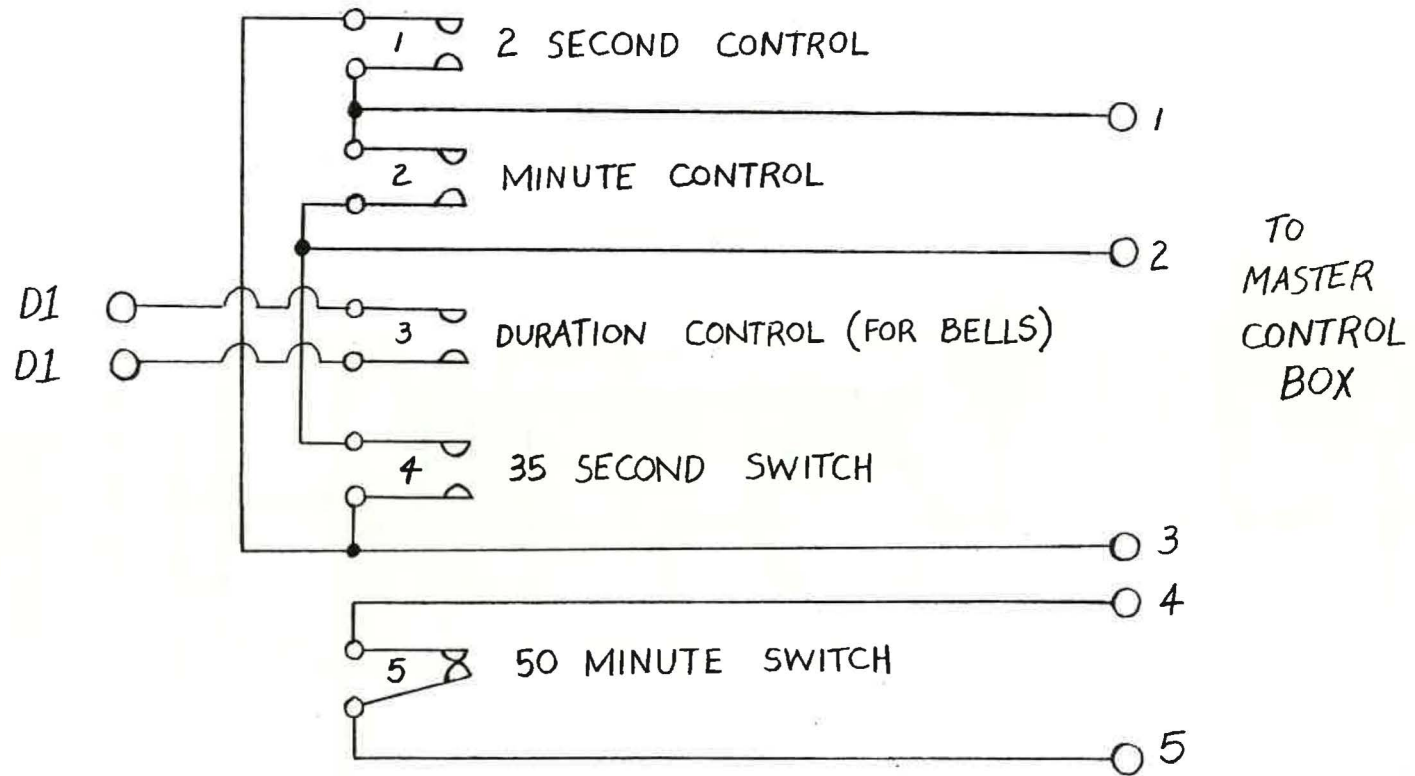 1 2 SECOND CONTROL
1
2 MINUTE CONTROL
2
TO
MASTER
CONTROL
BOX
D1
D1
3 DURATION CONTROL (FOR BELLS)
4 35 SECOND SWITCH
3
4
5 50 MINUTE SWITCH
5